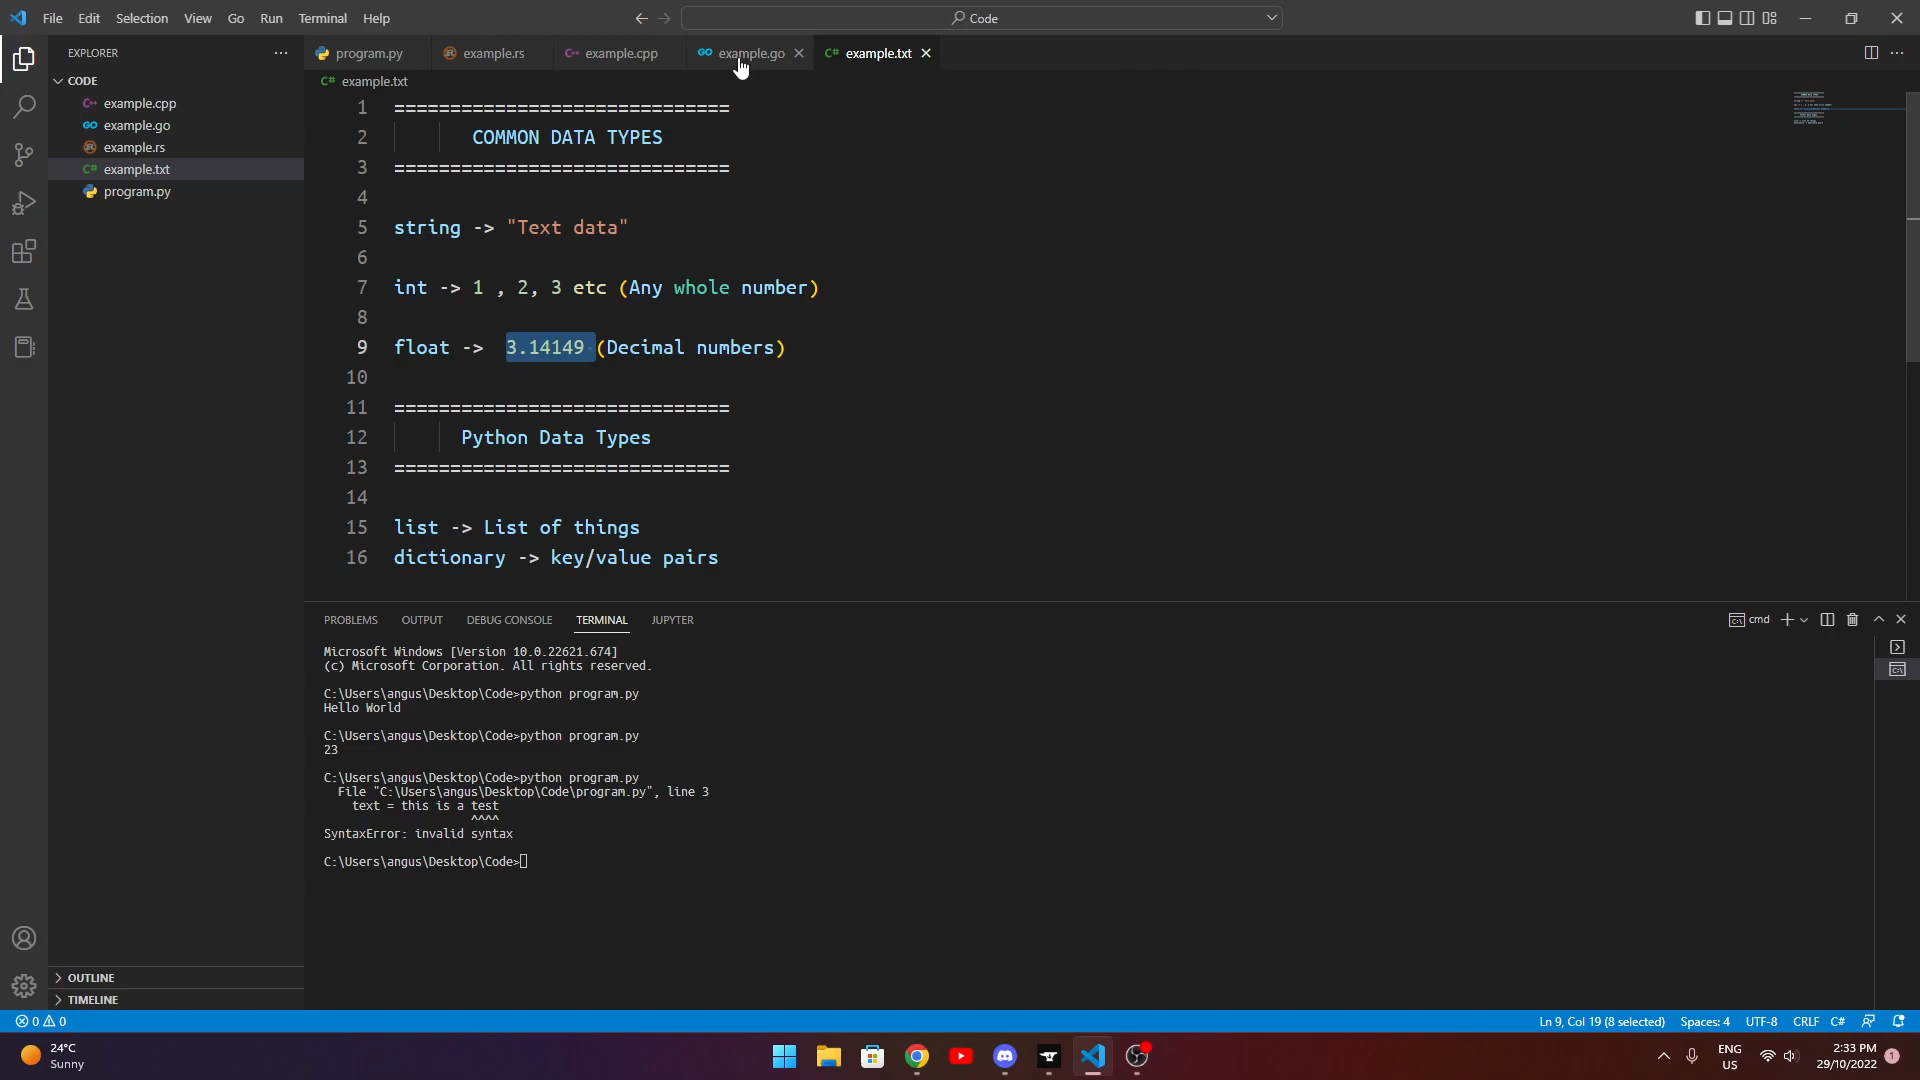 File Edit Selection View Go Run Terminal Help
Code
EXPLORER
program.py example.rs example.cpp example.go example.txt
CODE
example.txt
example.cpp
example.go
example.rs
example.txt
program.py
1 ==============================
2 COMMON DATA TYPES
3 ==============================
4
5 string -> "Text data"
6
7 int -> 1 , 2, 3 etc (Any whole number)
8
9 float -> 3.14149 (Decimal numbers)
10
11 ==============================
12 Python Data Types
13 ==============================
14
15 list -> List of things
16 dictionary -> key/value pairs
PROBLEMS OUTPUT DEBUG CONSOLE TERMINAL JUPYTER
cmd
Microsoft Windows [Version 10.0.22621.674]
(c) Microsoft Corporation. All rights reserved.
C:\Users\angus\Desktop\Code>python program.py
Hello World
C:\Users\angus\Desktop\Code>python program.py
23
C:\Users\angus\Desktop\Code>python program.py
File "C:\Users\angus\Desktop\Code\program.py", line 3
text = this is a test
^^^^
SyntaxError: invalid syntax
C:\Users\angus\Desktop\Code>
OUTLINE
TIMELINE
0 0
Ln 9, Col 19 (8 selected) Spaces: 4 UTF-8 CRLF C#
24°C
Sunny
ENG
US
2:33 PM
29/10/2022
1